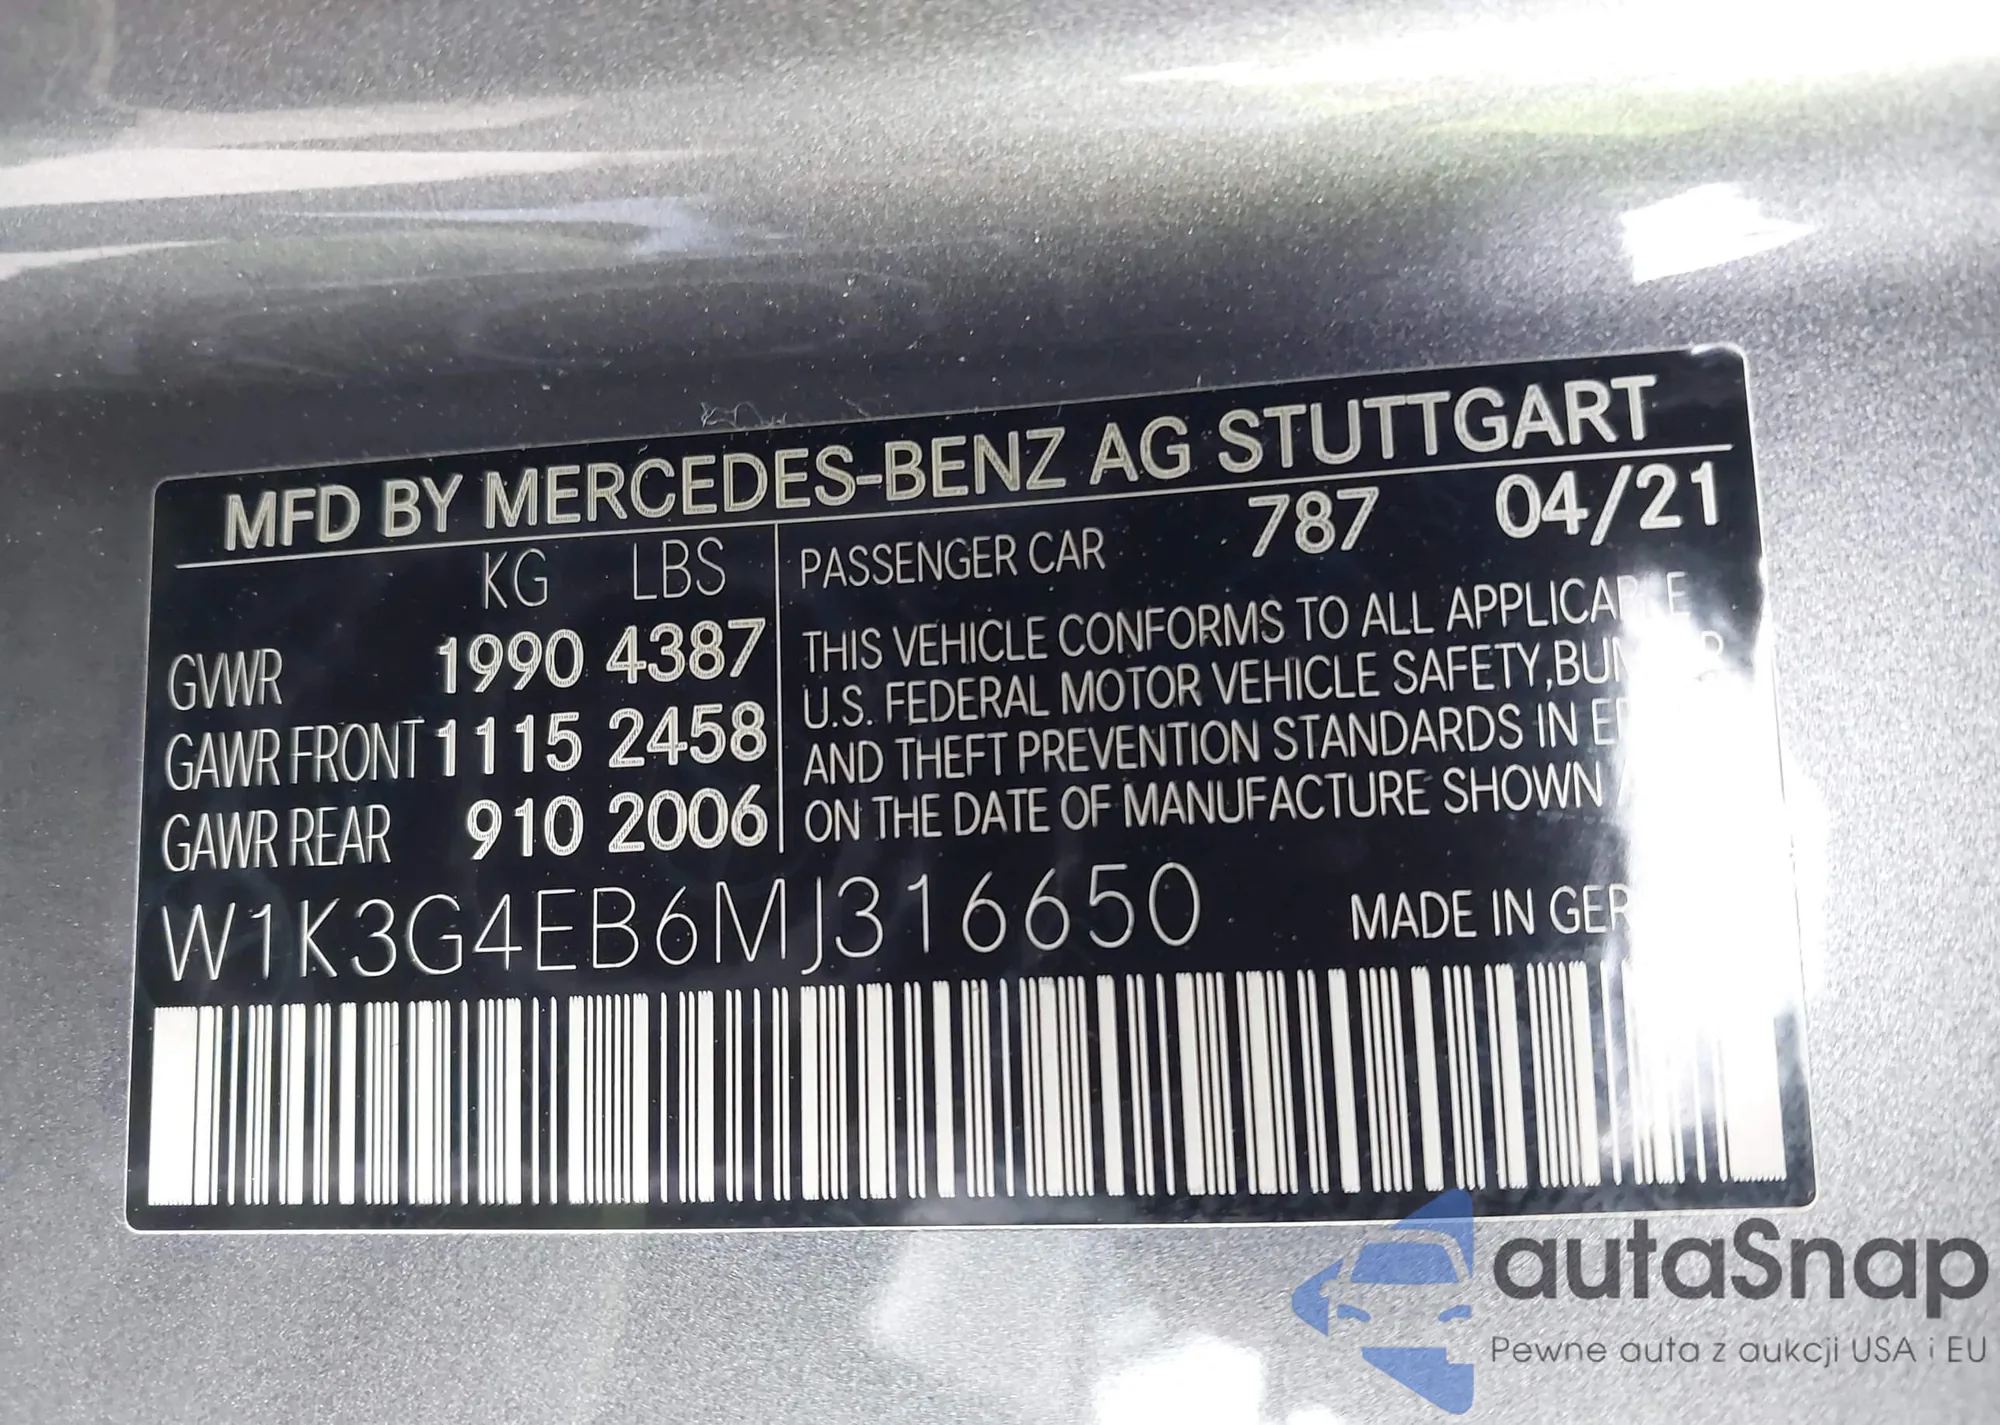 MFD BY MERCEDES-BENZ AG STUTTGART
KG LBS
GVWR 1990 4387
GAWR FRONT 1115 2458
GAWR REAR 910 2006
PASSENGER CAR 787 04/21
THIS VEHICLE CONFORMS TO ALL APPLICABLE
U.S. FEDERAL MOTOR VEHICLE SAFETY, BUMPER
AND THEFT PREVENTION STANDARDS IN
ON THE DATE OF MANUFACTURE SHOWN
W1K3G4EB6MJ316650
MADE IN GER
autaSnap
Pewne auta z aukcji USA i EU